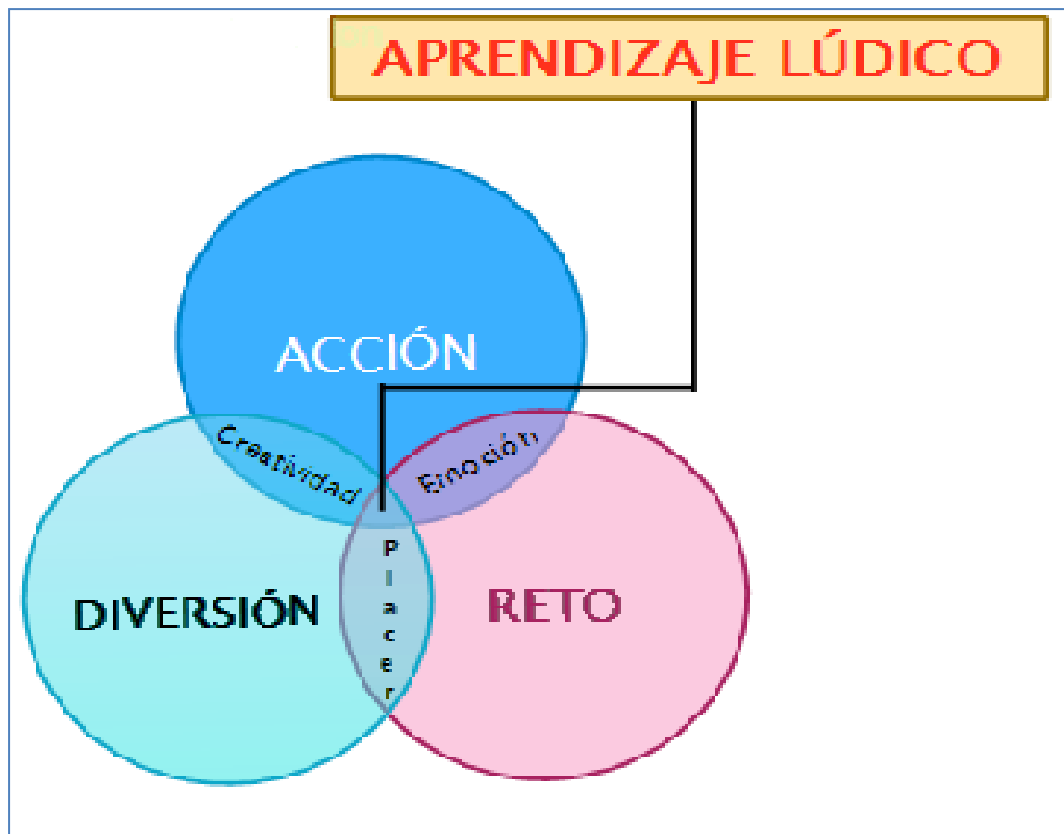 APRENDIZAJE LÚDICO
ACCIÓN
Creatividad
Emoción
Placer
DIVERSIÓN
RETO